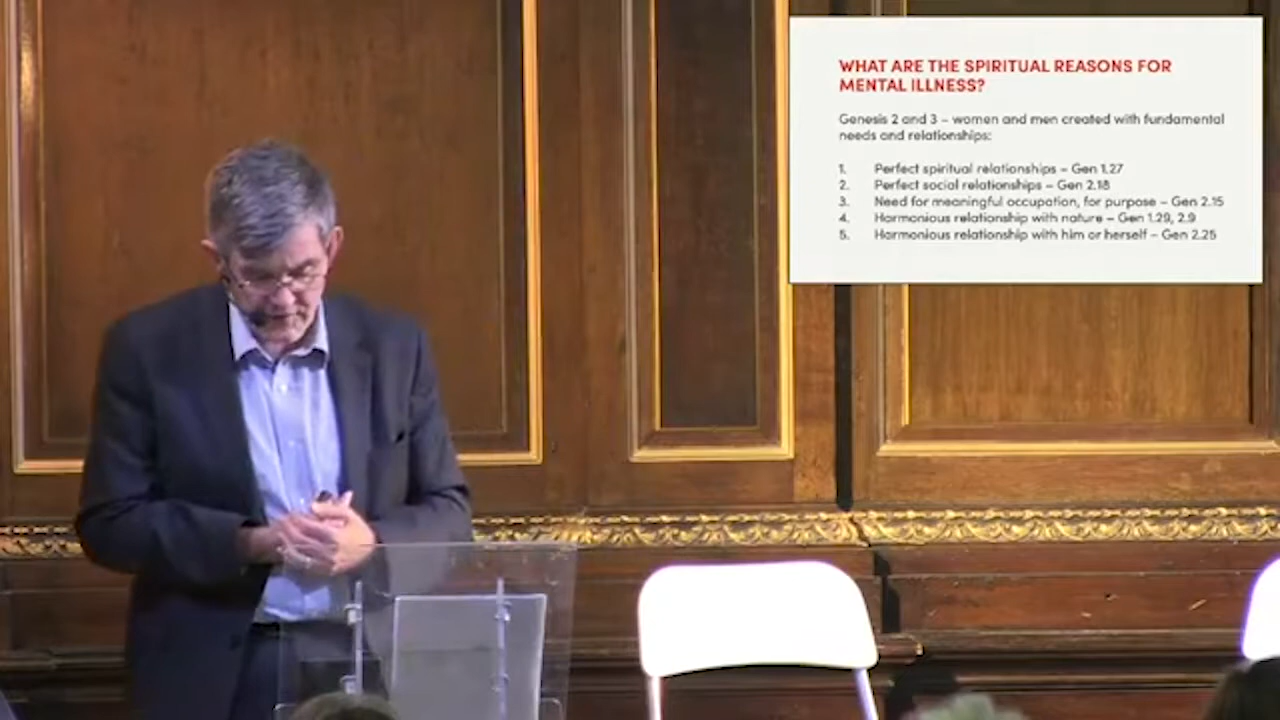 WHAT ARE THE SPIRITUAL REASONS FOR
MENTAL ILLNESS?
Genesis 2 and 3 – women and men created with fundamental
needs and relationships:
1. Perfect spiritual relationships – Gen 1.27
2. Perfect social relationships – Gen 2.18
3. Need for meaningful occupation, for purpose – Gen 2.15
4. Harmonious relationship with nature – Gen 1.29, 2.9
5. Harmonious relationship with him or herself – Gen 2.25